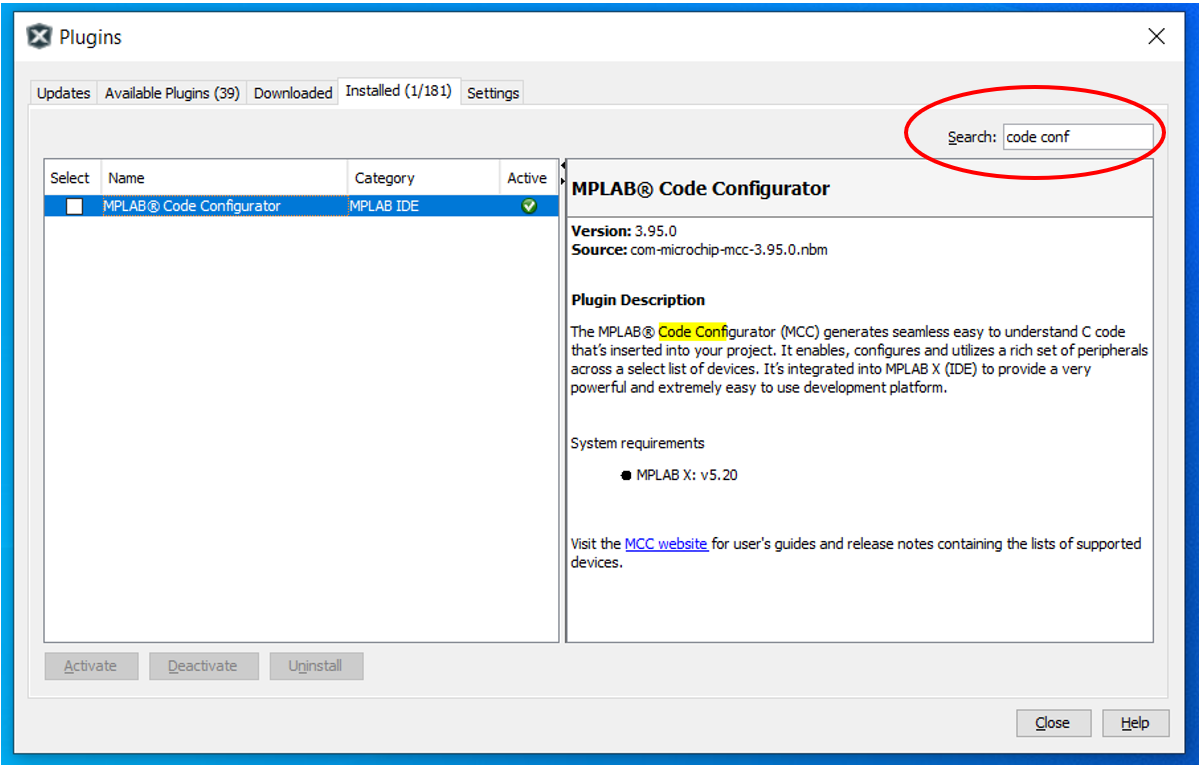 Plugins
Updates
Available Plugins (39)
Downloaded
Installed (1/181)
Settings
Search: code conf
Select Name Category Active
MPLAB® Code Configurator MPLAB IDE
MPLAB® Code Configurator
Version: 3.95.0
Source: com-microchip-mcc-3.95.0.nbm
Plugin Description
The MPLAB® Code Configurator (MCC) generates seamless easy to understand C code
that's inserted into your project. It enables, configures and utilizes a rich set of peripherals
across a select list of devices. It's integrated into MPLAB X (IDE) to provide a very
powerful and extremely easy to use development platform.
System requirements
● MPLAB X: v5.20
Visit the MCC website for user's guides and release notes containing the lists of supported
devices.
Activate
Deactivate
Uninstall
Close
Help